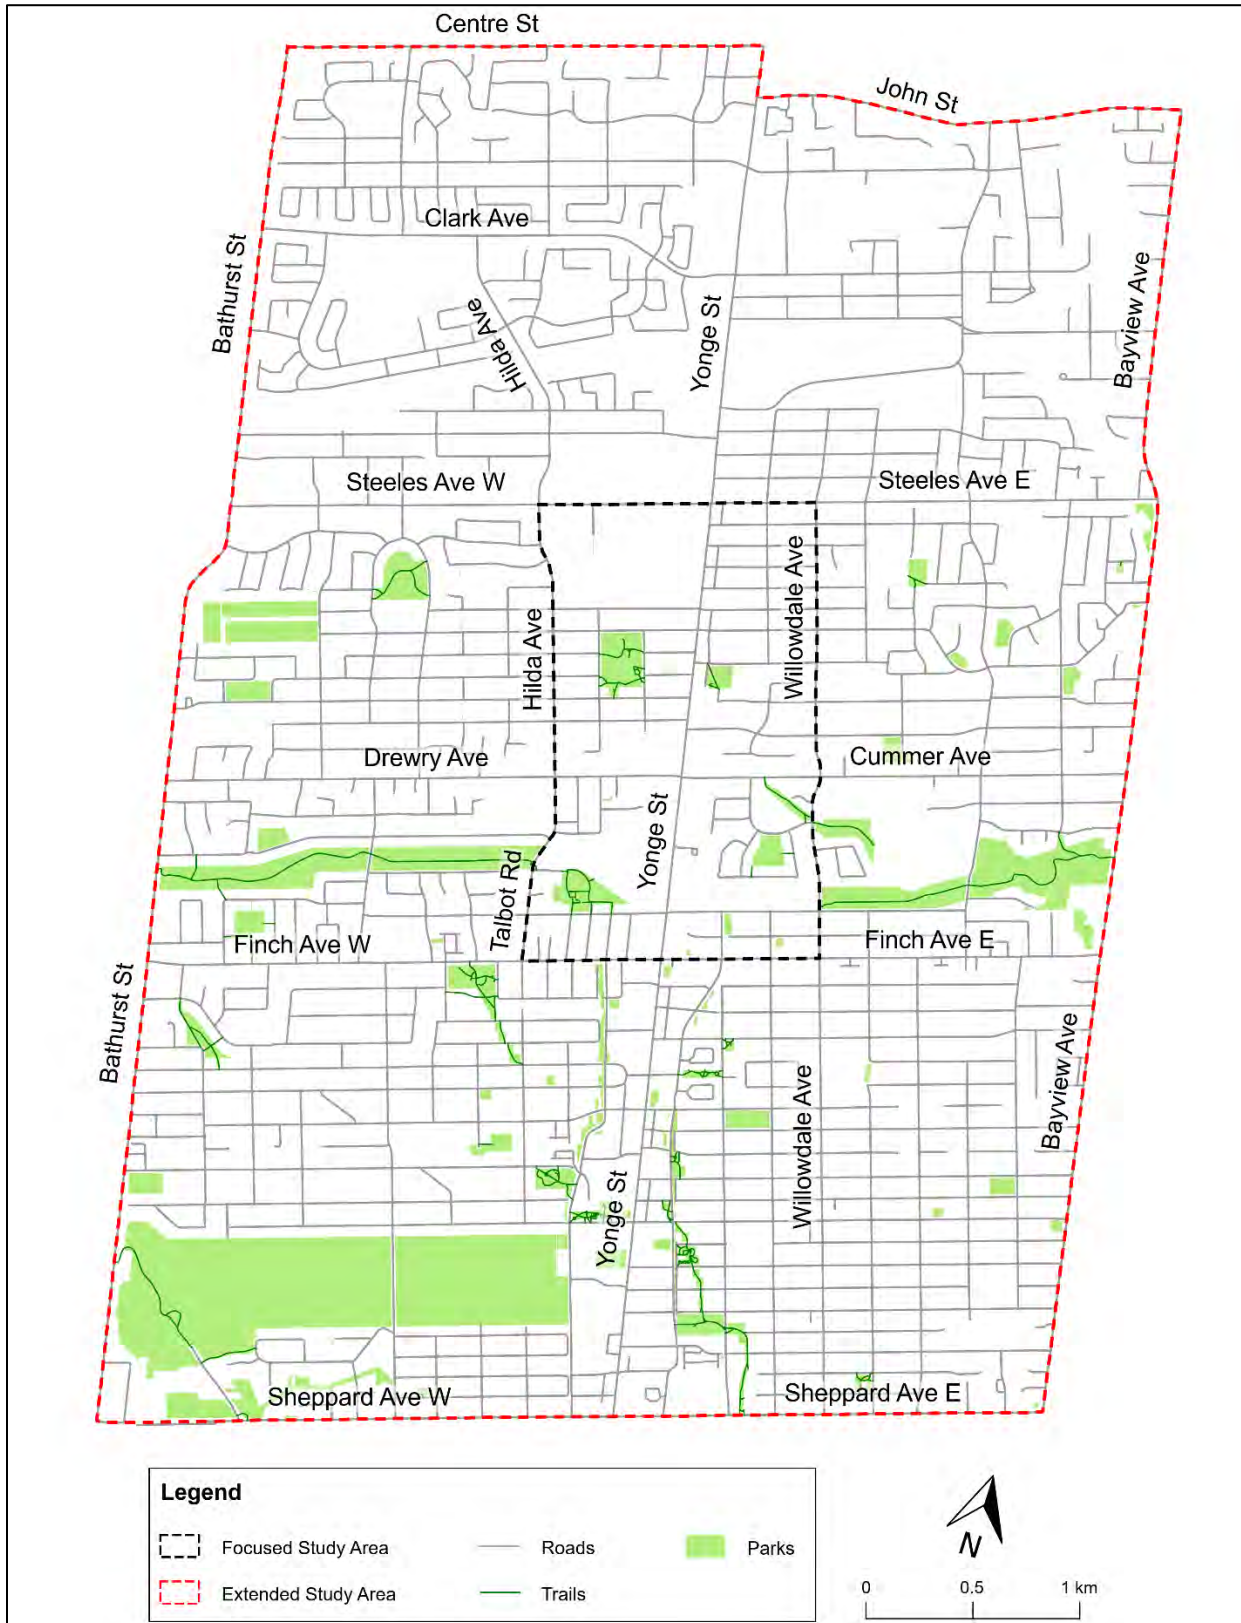 Centre St
John St
Clark Ave
Bathurst St
Hilda Ave
Yonge St
Bayview Ave
Steeles Ave W
Steeles Ave E
Willowdale Ave
Hilda Ave
Drewry Ave
Cummer Ave
Yonge St
Talbot Rd
Finch Ave W
Finch Ave E
Bathurst St
Bayview Ave
Willowdale Ave
Yonge St
Sheppard Ave W
Sheppard Ave E
Legend
Focused Study Area
Roads
Parks
Extended Study Area
Trails
N
0 0.5 1 km